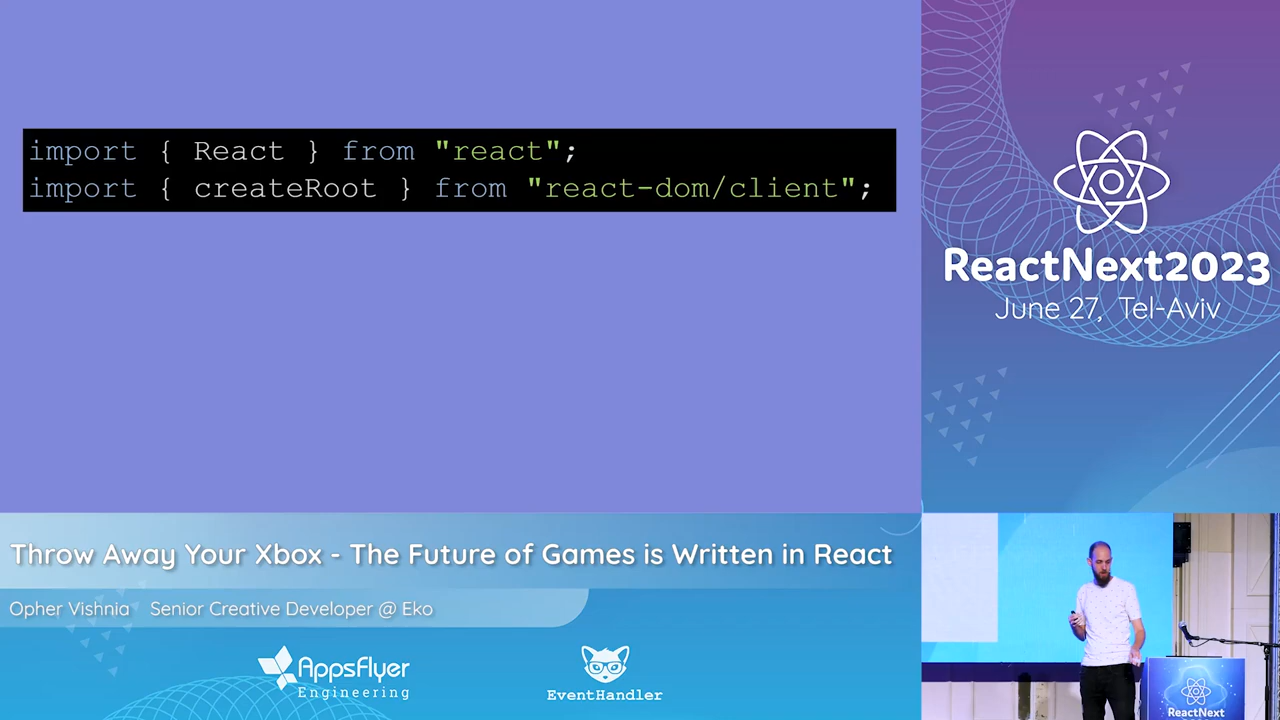 import { React } from "react";
import { createRoot } from "react-dom/client";
ReactNext2023
June 27, Tel-Aviv
Throw Away Your Xbox - The Future of Games is Written in React
Opher Vishnia Senior Creative Developer @ Eko
AppsFlyer
Engineering
EventHandler
ReactNext